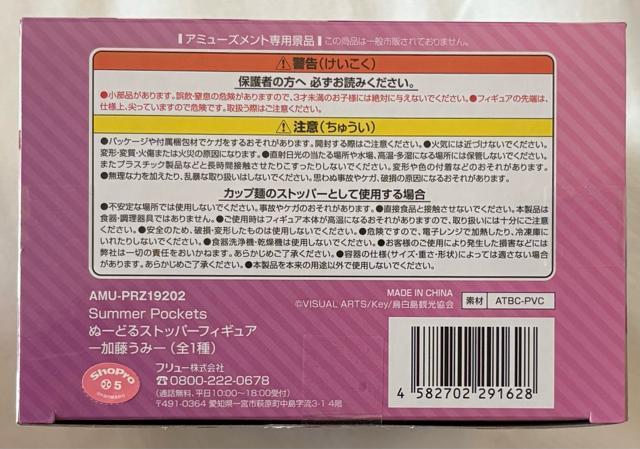 アミューズメント専用景品 この商品は一般市販されておりません。
⚠警告(けいこく)
保護者の方へ 必ずお読みください。
●小部品があります。誤飲・窒息の危険がありますので、3才未満のお子様には絶対に与えないでください。●フィギュアの先端は、
仕様上、尖っていますので危険です。取扱う際はご注意ください。
⚠注意(ちゅうい)
●パッケージや付属梱包材でケガをするおそれがあります。開封する際はご注意ください。●火気には近づけないでください。
変形・変質・火傷または火災の原因になります。●直射日光の当たる場所や水場、高温・多湿になる場所には保管しないでください。
またプラスチック製品などと長時間接触させたりこすったりしないでください。変形や色の付着などのおそれがあります。
●無理な力を加えたり、乱暴な取り扱いはしないでください。思わぬ事故やケガ、破損の原因になるおそれがあります。
カップ麺のストッパーとして使用する場合
●不安定な場所では使用しないでください。事故やケガのおそれがあります。●直接食品と接触させないでください。本製品は
食器・調理器具ではありません。●ご使用時はフィギュア本体が高温になるおそれがありますので、取り扱いには十分にご注意
ください。●安全のため、破損・変形したものは使用しないでください。●危険ですので、電子レンジで加熱したり、冷凍庫に
いれたりしないでください。●食器洗浄機・乾燥機は使用しないでください。●お客様のご使用により発生した損害などには
弊社は一切の責任をおいかねます。あらかじめご了承ください。●容器の仕様(サイズ・重さ・形状)によっては適さない場合
があります。あらかじめご了承ください。●本製品を本来の用途以外で使用しないでください。
AMU-PRZ19202
Summer Pockets
ぬーどるストッパーフィギュア
ー加藤うみー(全1種)
MADE IN CHINA
©VISUAL ARTS/Key/鳥白島観光協会
素材 ATBC-PVC
ShoPro
5
フリュー株式会社
☎0800-222-0678
(通話無料、平日10:00〜18:00受付)
〒491-0364 愛知県一宮市萩原町中島字流3-1 4階
4 582702 291628